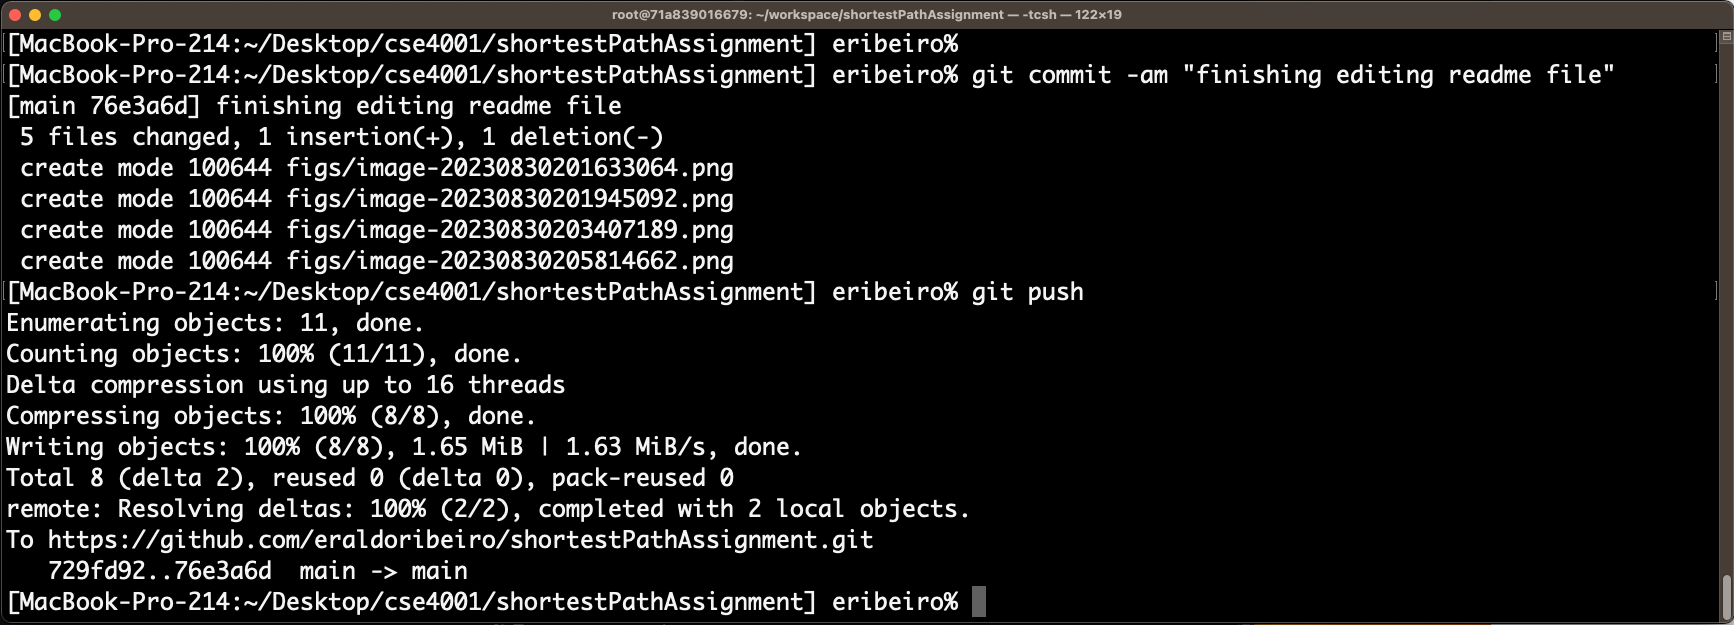 root@71a839016679: ~/workspace/shortestPathAssignment — -tcsh — 122×19
[MacBook-Pro-214:~/Desktop/cse4001/shortestPathAssignment] eribeiro%
[MacBook-Pro-214:~/Desktop/cse4001/shortestPathAssignment] eribeiro% git commit -am "finishing editing readme file"
[main 76e3a6d] finishing editing readme file
 5 files changed, 1 insertion(+), 1 deletion(-)
 create mode 100644 figs/image-20230830201633064.png
 create mode 100644 figs/image-20230830201945092.png
 create mode 100644 figs/image-20230830203407189.png
 create mode 100644 figs/image-20230830205814662.png
[MacBook-Pro-214:~/Desktop/cse4001/shortestPathAssignment] eribeiro% git push
Enumerating objects: 11, done.
Counting objects: 100% (11/11), done.
Delta compression using up to 16 threads
Compressing objects: 100% (8/8), done.
Writing objects: 100% (8/8), 1.65 MiB | 1.63 MiB/s, done.
Total 8 (delta 2), reused 0 (delta 0), pack-reused 0
remote: Resolving deltas: 100% (2/2), completed with 2 local objects.
To https://github.com/eraldoribeiro/shortestPathAssignment.git
   729fd92..76e3a6d  main -> main
[MacBook-Pro-214:~/Desktop/cse4001/shortestPathAssignment] eribeiro%